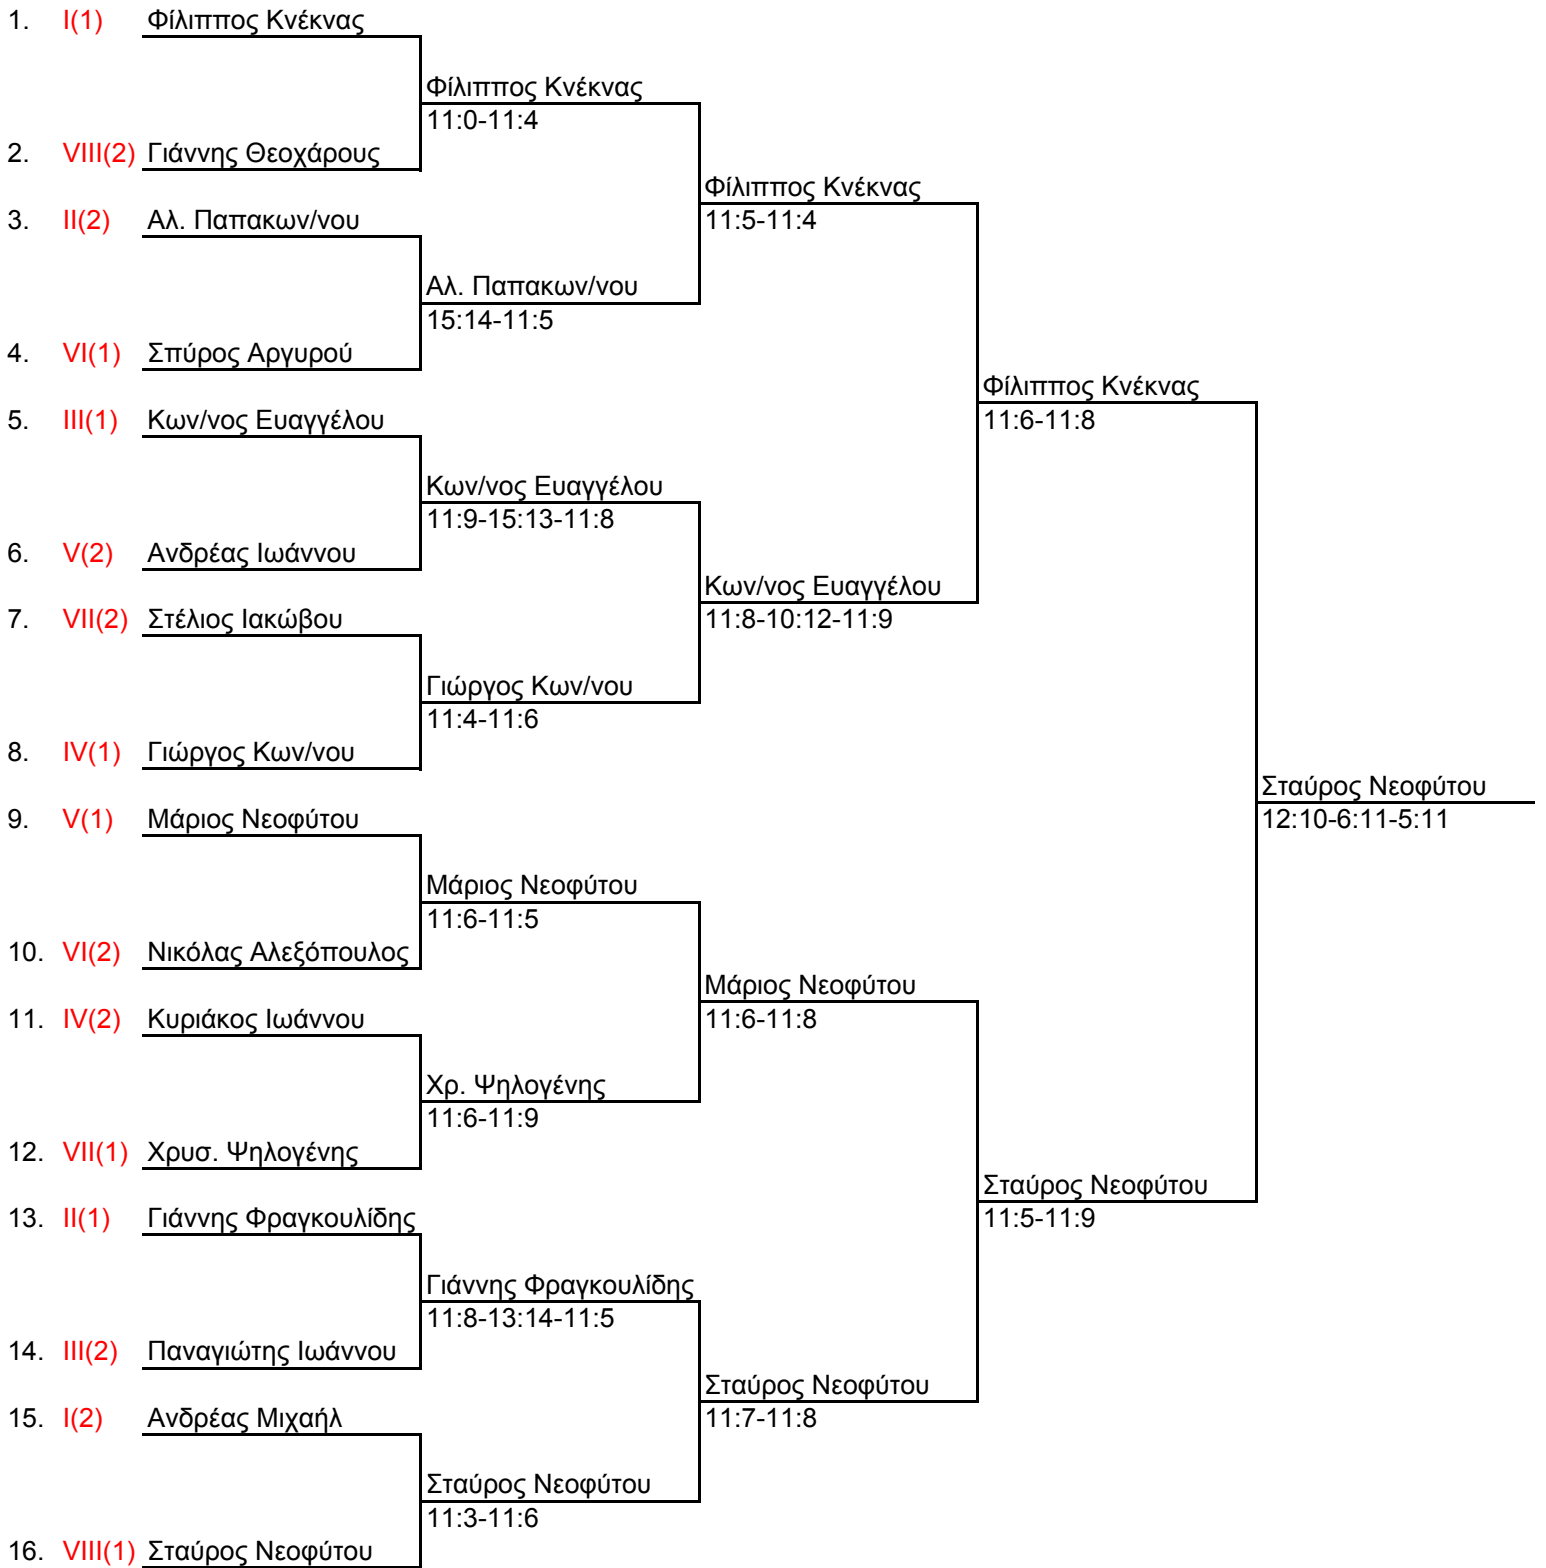 1. I(1) Φίλιππος Κνέκνας
Φίλιππος Κνέκνας
11:0-11:4
2. VIII(2) Γιάννης Θεοχάρους
Φίλιππος Κνέκνας
3. II(2) Αλ. Παπακων/νου
11:5-11:4
Αλ. Παπακων/νου
15:14-11:5
4. VI(1) Σπύρος Αργυρού
Φίλιππος Κνέκνας
5. III(1) Κων/νος Ευαγγέλου
11:6-11:8
Κων/νος Ευαγγέλου
11:9-15:13-11:8
6. V(2) Ανδρέας Ιωάννου
Κων/νος Ευαγγέλου
7. VII(2) Στέλιος Ιακώβου
11:8-10:12-11:9
Γιώργος Κων/νου
11:4-11:6
8. IV(1) Γιώργος Κων/νου
Σταύρος Νεοφύτου
9. V(1) Μάριος Νεοφύτου
12:10-6:11-5:11
Μάριος Νεοφύτου
11:6-11:5
10. VI(2) Νικόλας Αλεξόπουλος
Μάριος Νεοφύτου
11. IV(2) Κυριάκος Ιωάννου
11:6-11:8
Χρ. Ψηλογένης
11:6-11:9
12. VII(1) Χρυσ. Ψηλογένης
Σταύρος Νεοφύτου
13. II(1) Γιάννης Φραγκουλίδης
11:5-11:9
Γιάννης Φραγκουλίδης
11:8-13:14-11:5
14. III(2) Παναγιώτης Ιωάννου
Σταύρος Νεοφύτου
15. I(2) Ανδρέας Μιχαήλ
11:7-11:8
Σταύρος Νεοφύτου
11:3-11:6
16. VIII(1) Σταύρος Νεοφύτου